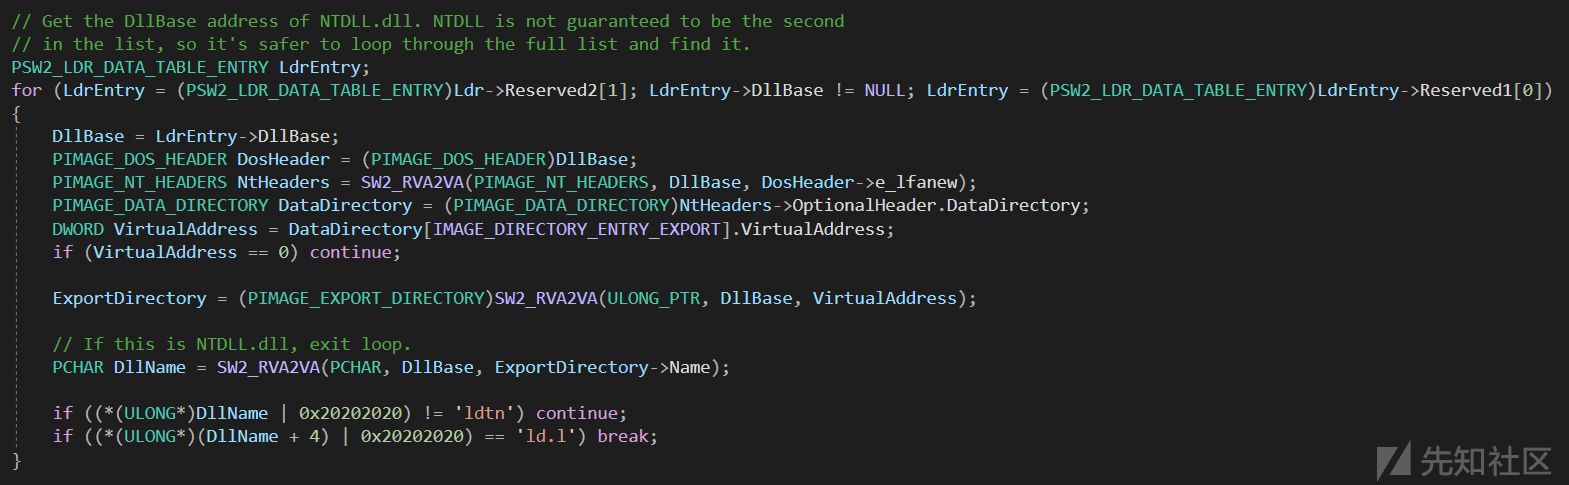 // Get the DllBase address of NTDLL.dll. NTDLL is not guaranteed to be the second
// in the list, so it's safer to loop through the full list and find it.
PSW2_LDR_DATA_TABLE_ENTRY LdrEntry;
for (LdrEntry = (PSW2_LDR_DATA_TABLE_ENTRY)Ldr->Reserved2[1]; LdrEntry->DllBase != NULL; LdrEntry = (PSW2_LDR_DATA_TABLE_ENTRY)LdrEntry->Reserved1[0])
{
    DllBase = LdrEntry->DllBase;
    PIMAGE_DOS_HEADER DosHeader = (PIMAGE_DOS_HEADER)DllBase;
    PIMAGE_NT_HEADERS NtHeaders = SW2_RVA2VA(PIMAGE_NT_HEADERS, DllBase, DosHeader->e_lfanew);
    PIMAGE_DATA_DIRECTORY DataDirectory = (PIMAGE_DATA_DIRECTORY)NtHeaders->OptionalHeader.DataDirectory;
    DWORD VirtualAddress = DataDirectory[IMAGE_DIRECTORY_ENTRY_EXPORT].VirtualAddress;
    if (VirtualAddress == 0) continue;

    ExportDirectory = (PIMAGE_EXPORT_DIRECTORY)SW2_RVA2VA(ULONG_PTR, DllBase, VirtualAddress);

    // If this is NTDLL.dll, exit loop.
    PCHAR DllName = SW2_RVA2VA(PCHAR, DllBase, ExportDirectory->Name);

    if ((*(ULONG*)DllName | 0x20202020) != 'ldtn') continue;
    if ((*(ULONG*)(DllName + 4) | 0x20202020) == 'ld.l') break;
}
先知社区